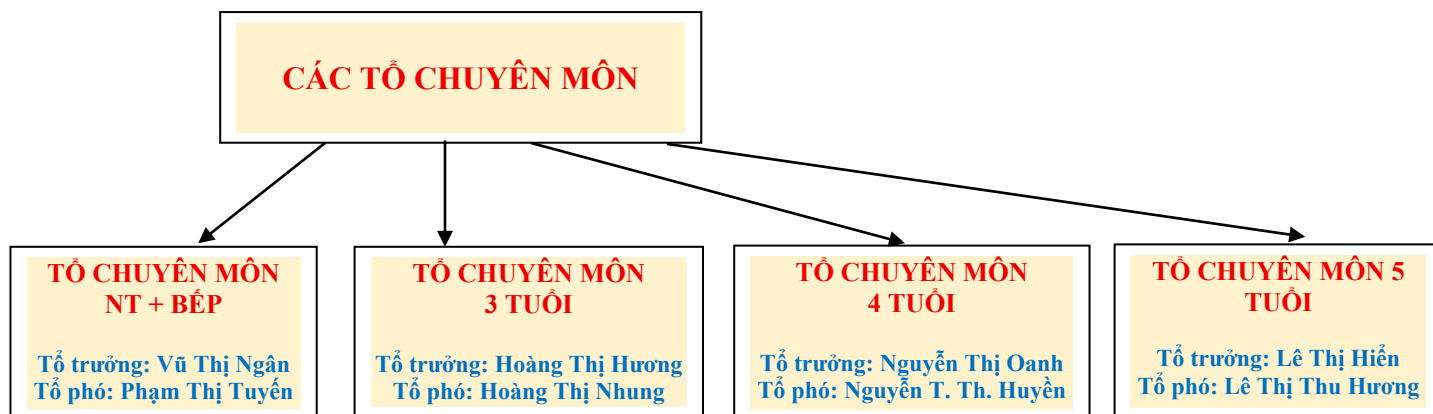 CÁC TỔ CHUYÊN MÔN
TỔ CHUYÊN MÔN
NT + BẾP
Tổ trưởng: Vũ Thị Ngân
Tổ phó: Phạm Thị Tuyến
TỔ CHUYÊN MÔN
3 TUỔI
Tổ trưởng: Hoàng Thị Hương
Tổ phó: Hoàng Thị Nhung
TỔ CHUYÊN MÔN
4 TUỔI
Tổ trưởng: Nguyễn Thị Oanh
Tổ phó: Nguyễn T. Th. Huyền
TỔ CHUYÊN MÔN 5
TUỔI
Tổ trưởng: Lê Thị Hiển
Tổ phó: Lê Thị Thu Hương